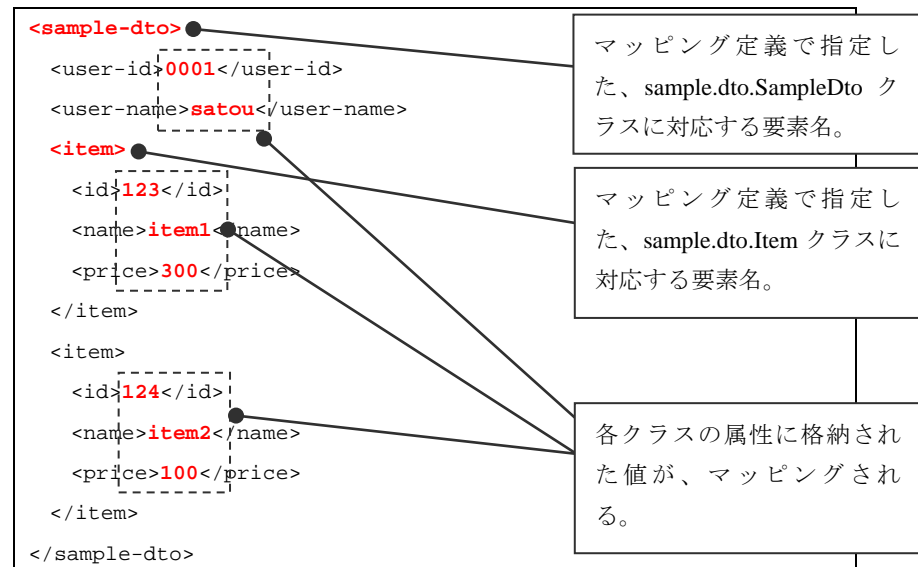 <sample-dto>
<user-id>0001</user-id>
<user-name>satou</user-name>
<item>
<id>123</id>
<name>item1</name>
<price>300</price>
</item>
<item>
<id>124</id>
<name>item2</name>
<price>100</price>
</item>
</sample-dto>
マッピング定義で指定し
た、sample.dto.SampleDto ク
ラスに対応する要素名。
マッピング定義で指定し
た、sample.dto.Item クラスに
対応する要素名。
各クラスの属性に格納され
た値が、マッピングされ
る。